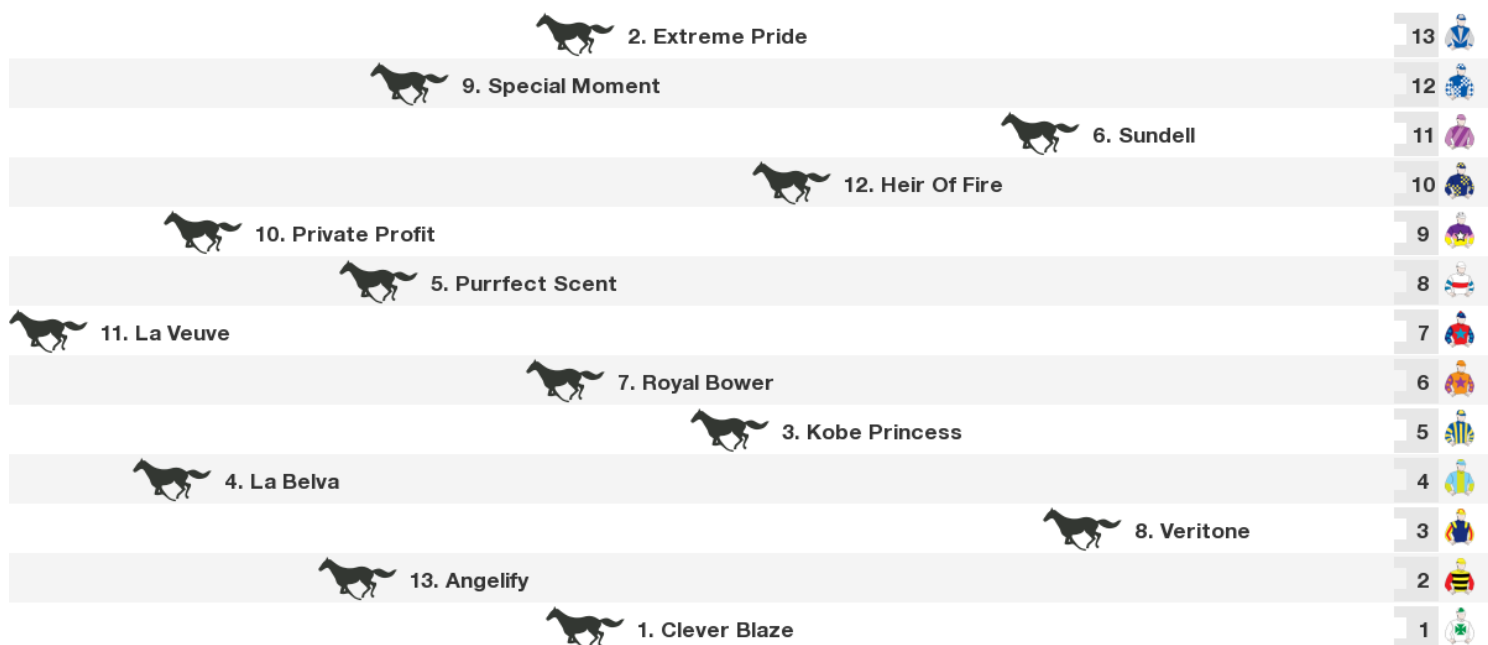 2. Extreme Pride 13
9. Special Moment 12
6. Sundell 11
12. Heir Of Fire 10
10. Private Profit 9
5. Purrfect Scent 8
11. La Veuve 7
7. Royal Bower 6
3. Kobe Princess 5
4. La Belva 4
8. Veritone 3
13. Angelify 2
1. Clever Blaze 1